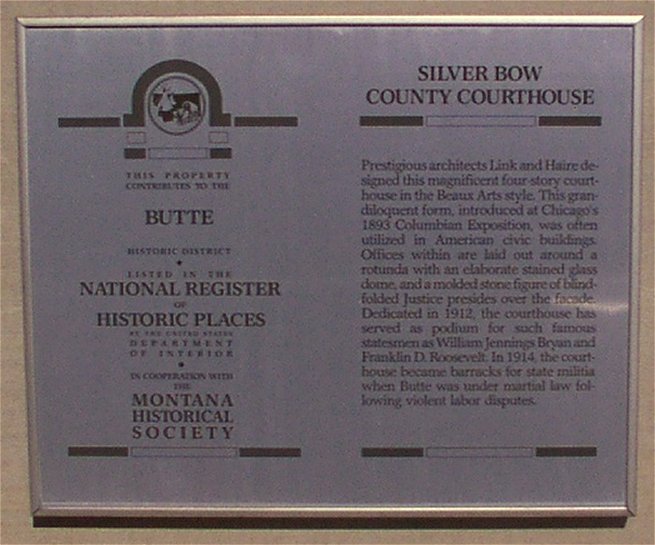 THIS PROPERTY
CONTRIBUTES TO THE
BUTTE
HISTORIC DISTRICT
LISTED IN THE
NATIONAL REGISTER
OF
HISTORIC PLACES
BY THE UNITED STATES
DEPARTMENT
OF INTERIOR
IN COOPERATION WITH
THE
MONTANA
HISTORICAL
SOCIETY
SILVER BOW
COUNTY COURTHOUSE
Prestigious architects Link and Haire de-
signed this magnificent four-story court-
house in the Beaux Arts style. This gran-
diloquent form, introduced at Chicago's
1893 Columbian Exposition, was often
utilized in American civic buildings.
Offices within are laid out around a
rotunda with an elaborate stained glass
dome, and a molded stone figure of blind-
folded Justice presides over the facade.
Dedicated in 1912, the courthouse has
served as podium for such famous
statesmen as William Jennings Bryan and
Franklin D. Roosevelt. In 1914, the court-
house became barracks for state militia
when Butte was under martial law fol-
lowing violent labor disputes.